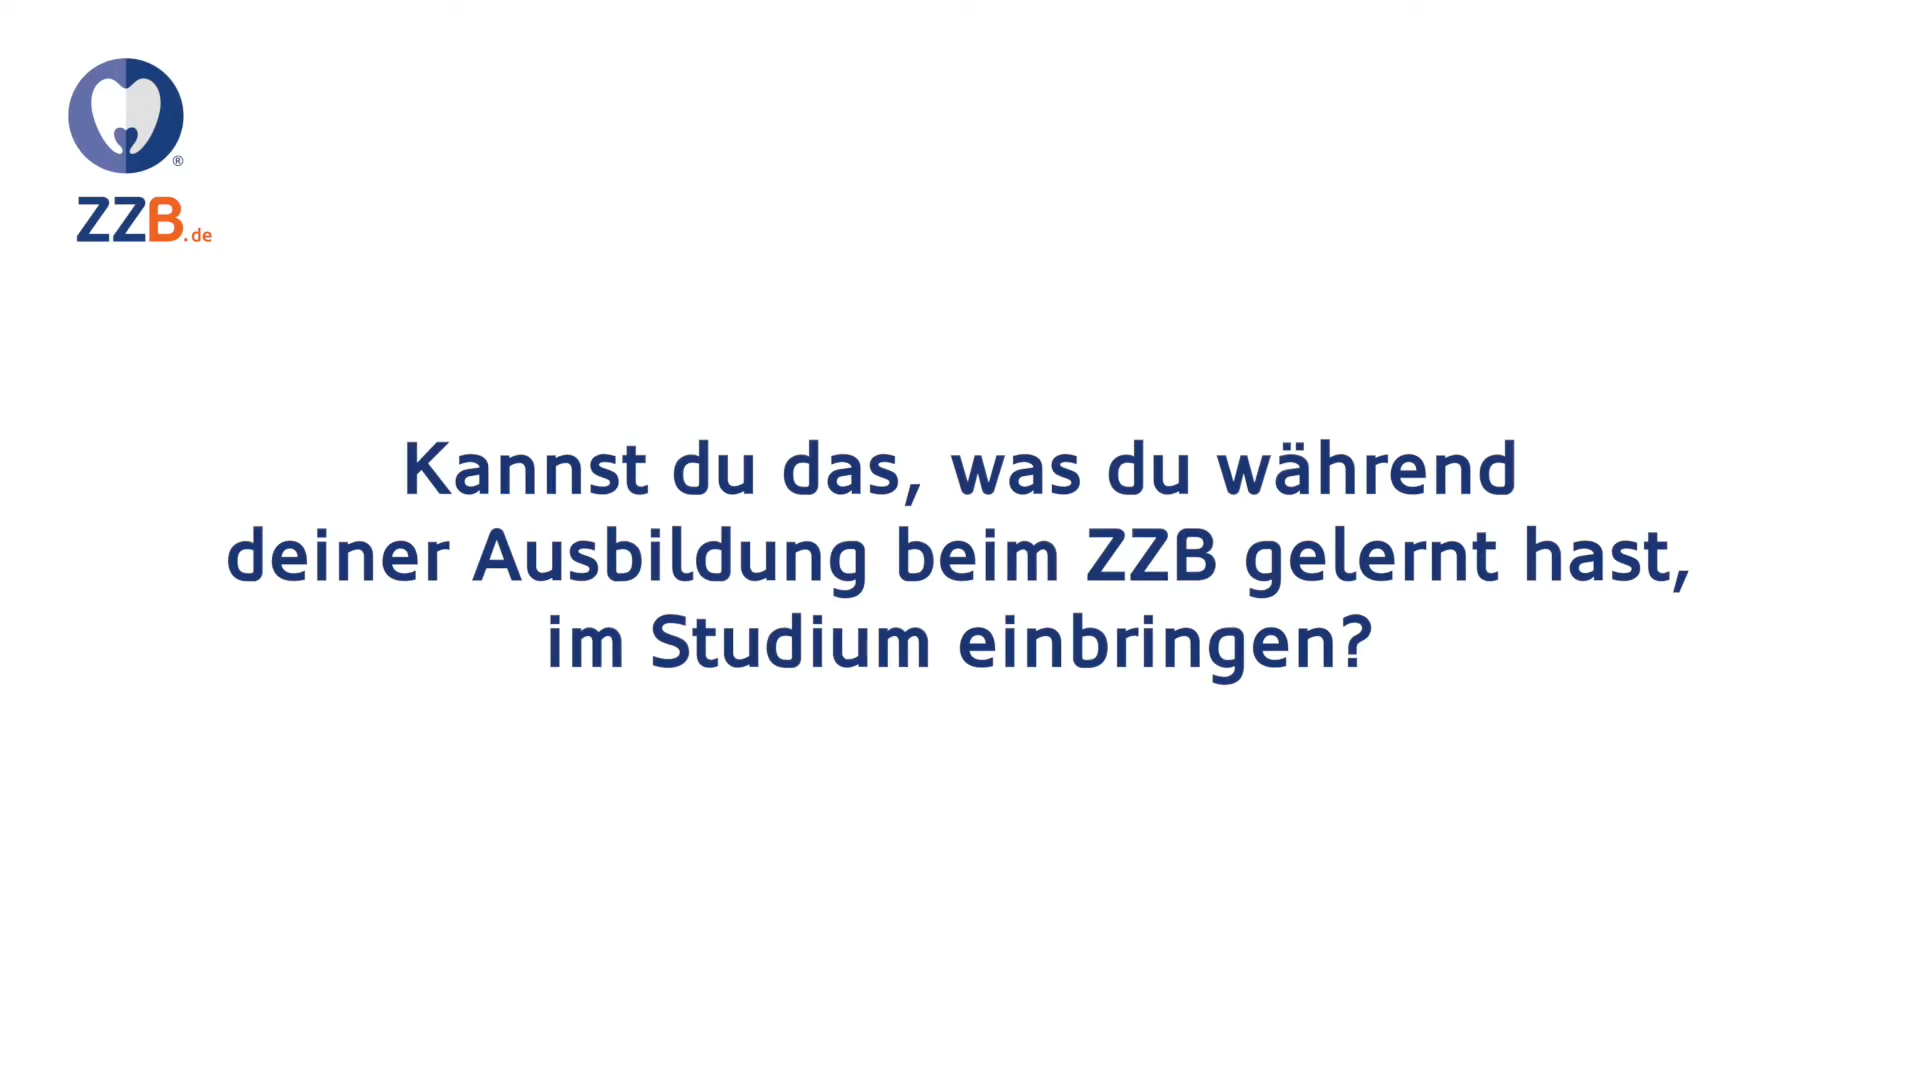 ®
ZZB.de
Kannst du das, was du während
deiner Ausbildung beim ZZB gelernt hast,
im Studium einbringen?